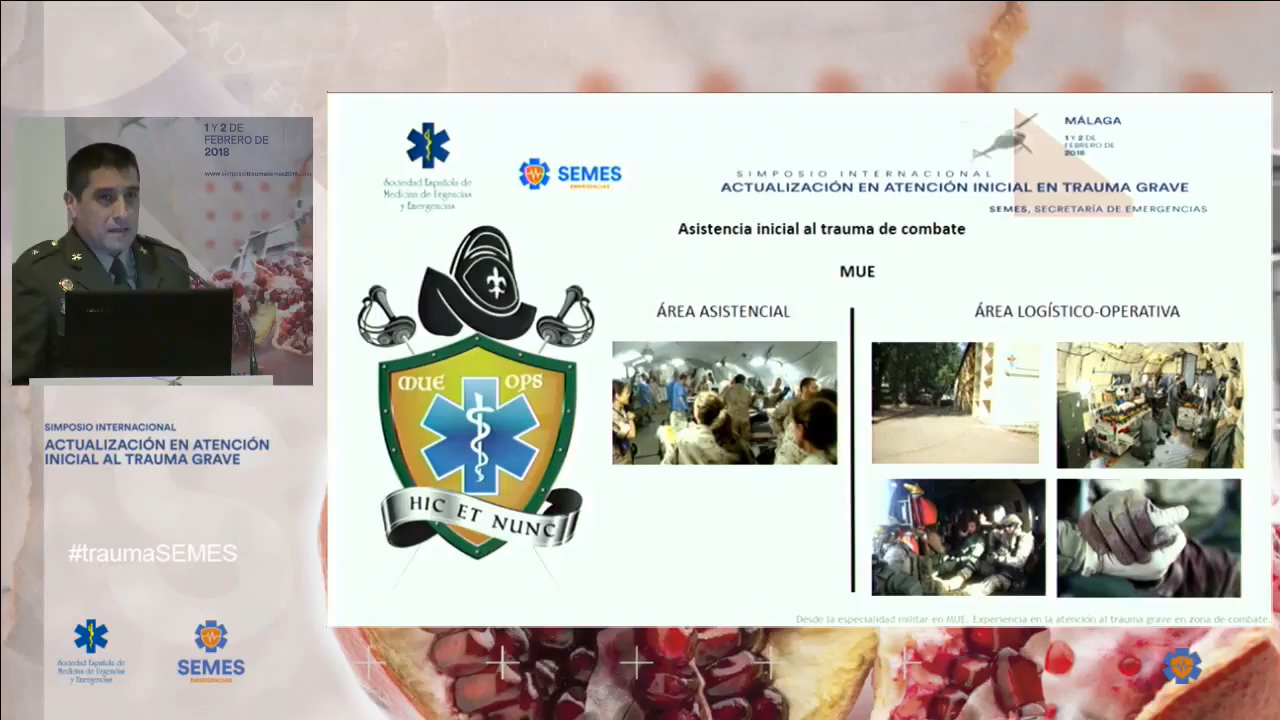 1 Y 2 DE
FEBRERO DE
2018
SIMPOSIO INTERNACIONAL
ACTUALIZACIÓN EN ATENCIÓN
INICIAL AL TRAUMA GRAVE
#traumaSEMES
Sociedad Española de
Medicina de Urgencias
y Emergencias
SEMES
EMERGENCIAS
Sociedad Española de
Medicina de Urgencias
y Emergencias
SEMES
EMERGENCIAS
MÁLAGA
1 Y 2 DE
FEBRERO DE
2018
SIMPOSIO INTERNACIONAL
ACTUALIZACIÓN EN ATENCIÓN INICIAL EN TRAUMA GRAVE
SEMES, SECRETARÍA DE EMERGENCIAS
Asistencia inicial al trauma de combate
MUE
ÁREA ASISTENCIAL
ÁREA LOGÍSTICO-OPERATIVA
MUE OPS
HIC ET NUNC
Desde la especialidad militar en MUE. Experiencia en la atención al trauma grave en zona de combate.